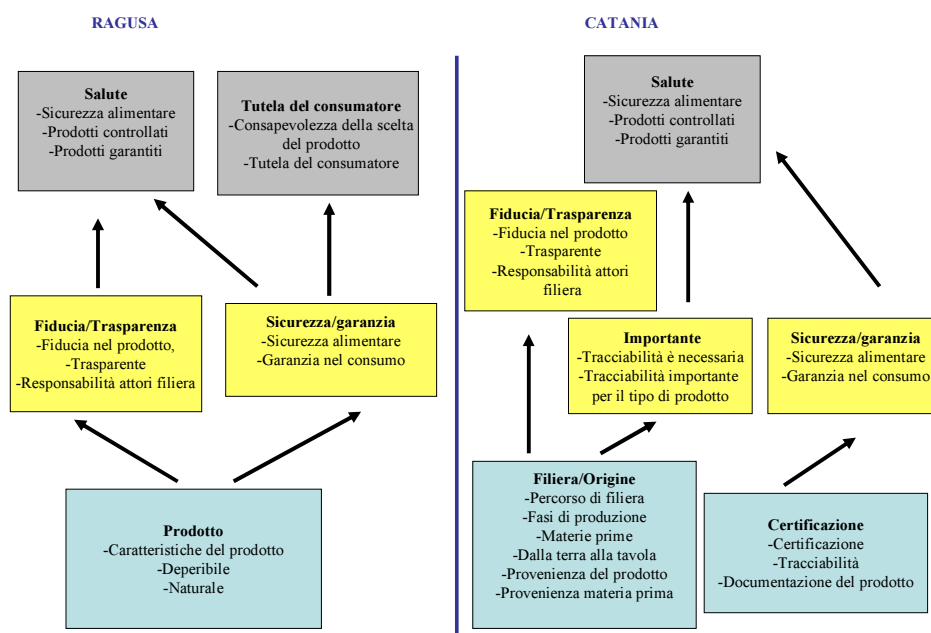 RAGUSA
Salute
-Sicurezza alimentare
-Prodotti controllati
-Prodotti garantiti
Tutela del consumatore
-Consapevolezza della scelta
del prodotto
-Tutela del consumatore
Fiducia/Trasparenza
-Fiducia nel prodotto,
-Trasparente
-Responsabilità attori filiera
Sicurezza/garanzia
-Sicurezza alimentare
-Garanzia nel consumo
Prodotto
-Caratteristiche del prodotto
-Deperibile
-Naturale
CATANIA
Salute
-Sicurezza alimentare
-Prodotti controllati
-Prodotti garantiti
Fiducia/Trasparenza
-Fiducia nel prodotto
-Trasparente
-Responsabilità attori
filiera
Importante
-Tracciabilità è necessaria
-Tracciabilità importante
per il tipo di prodotto
Sicurezza/garanzia
-Sicurezza alimentare
-Garanzia nel consumo
Filiera/Origine
-Percorso di filiera
-Fasi di produzione
-Materie prime
-Dalla terra alla tavola
-Provenienza del prodotto
-Provenienza materia prima
Certificazione
-Certificazione
-Tracciabilità
-Documentazione del prodotto